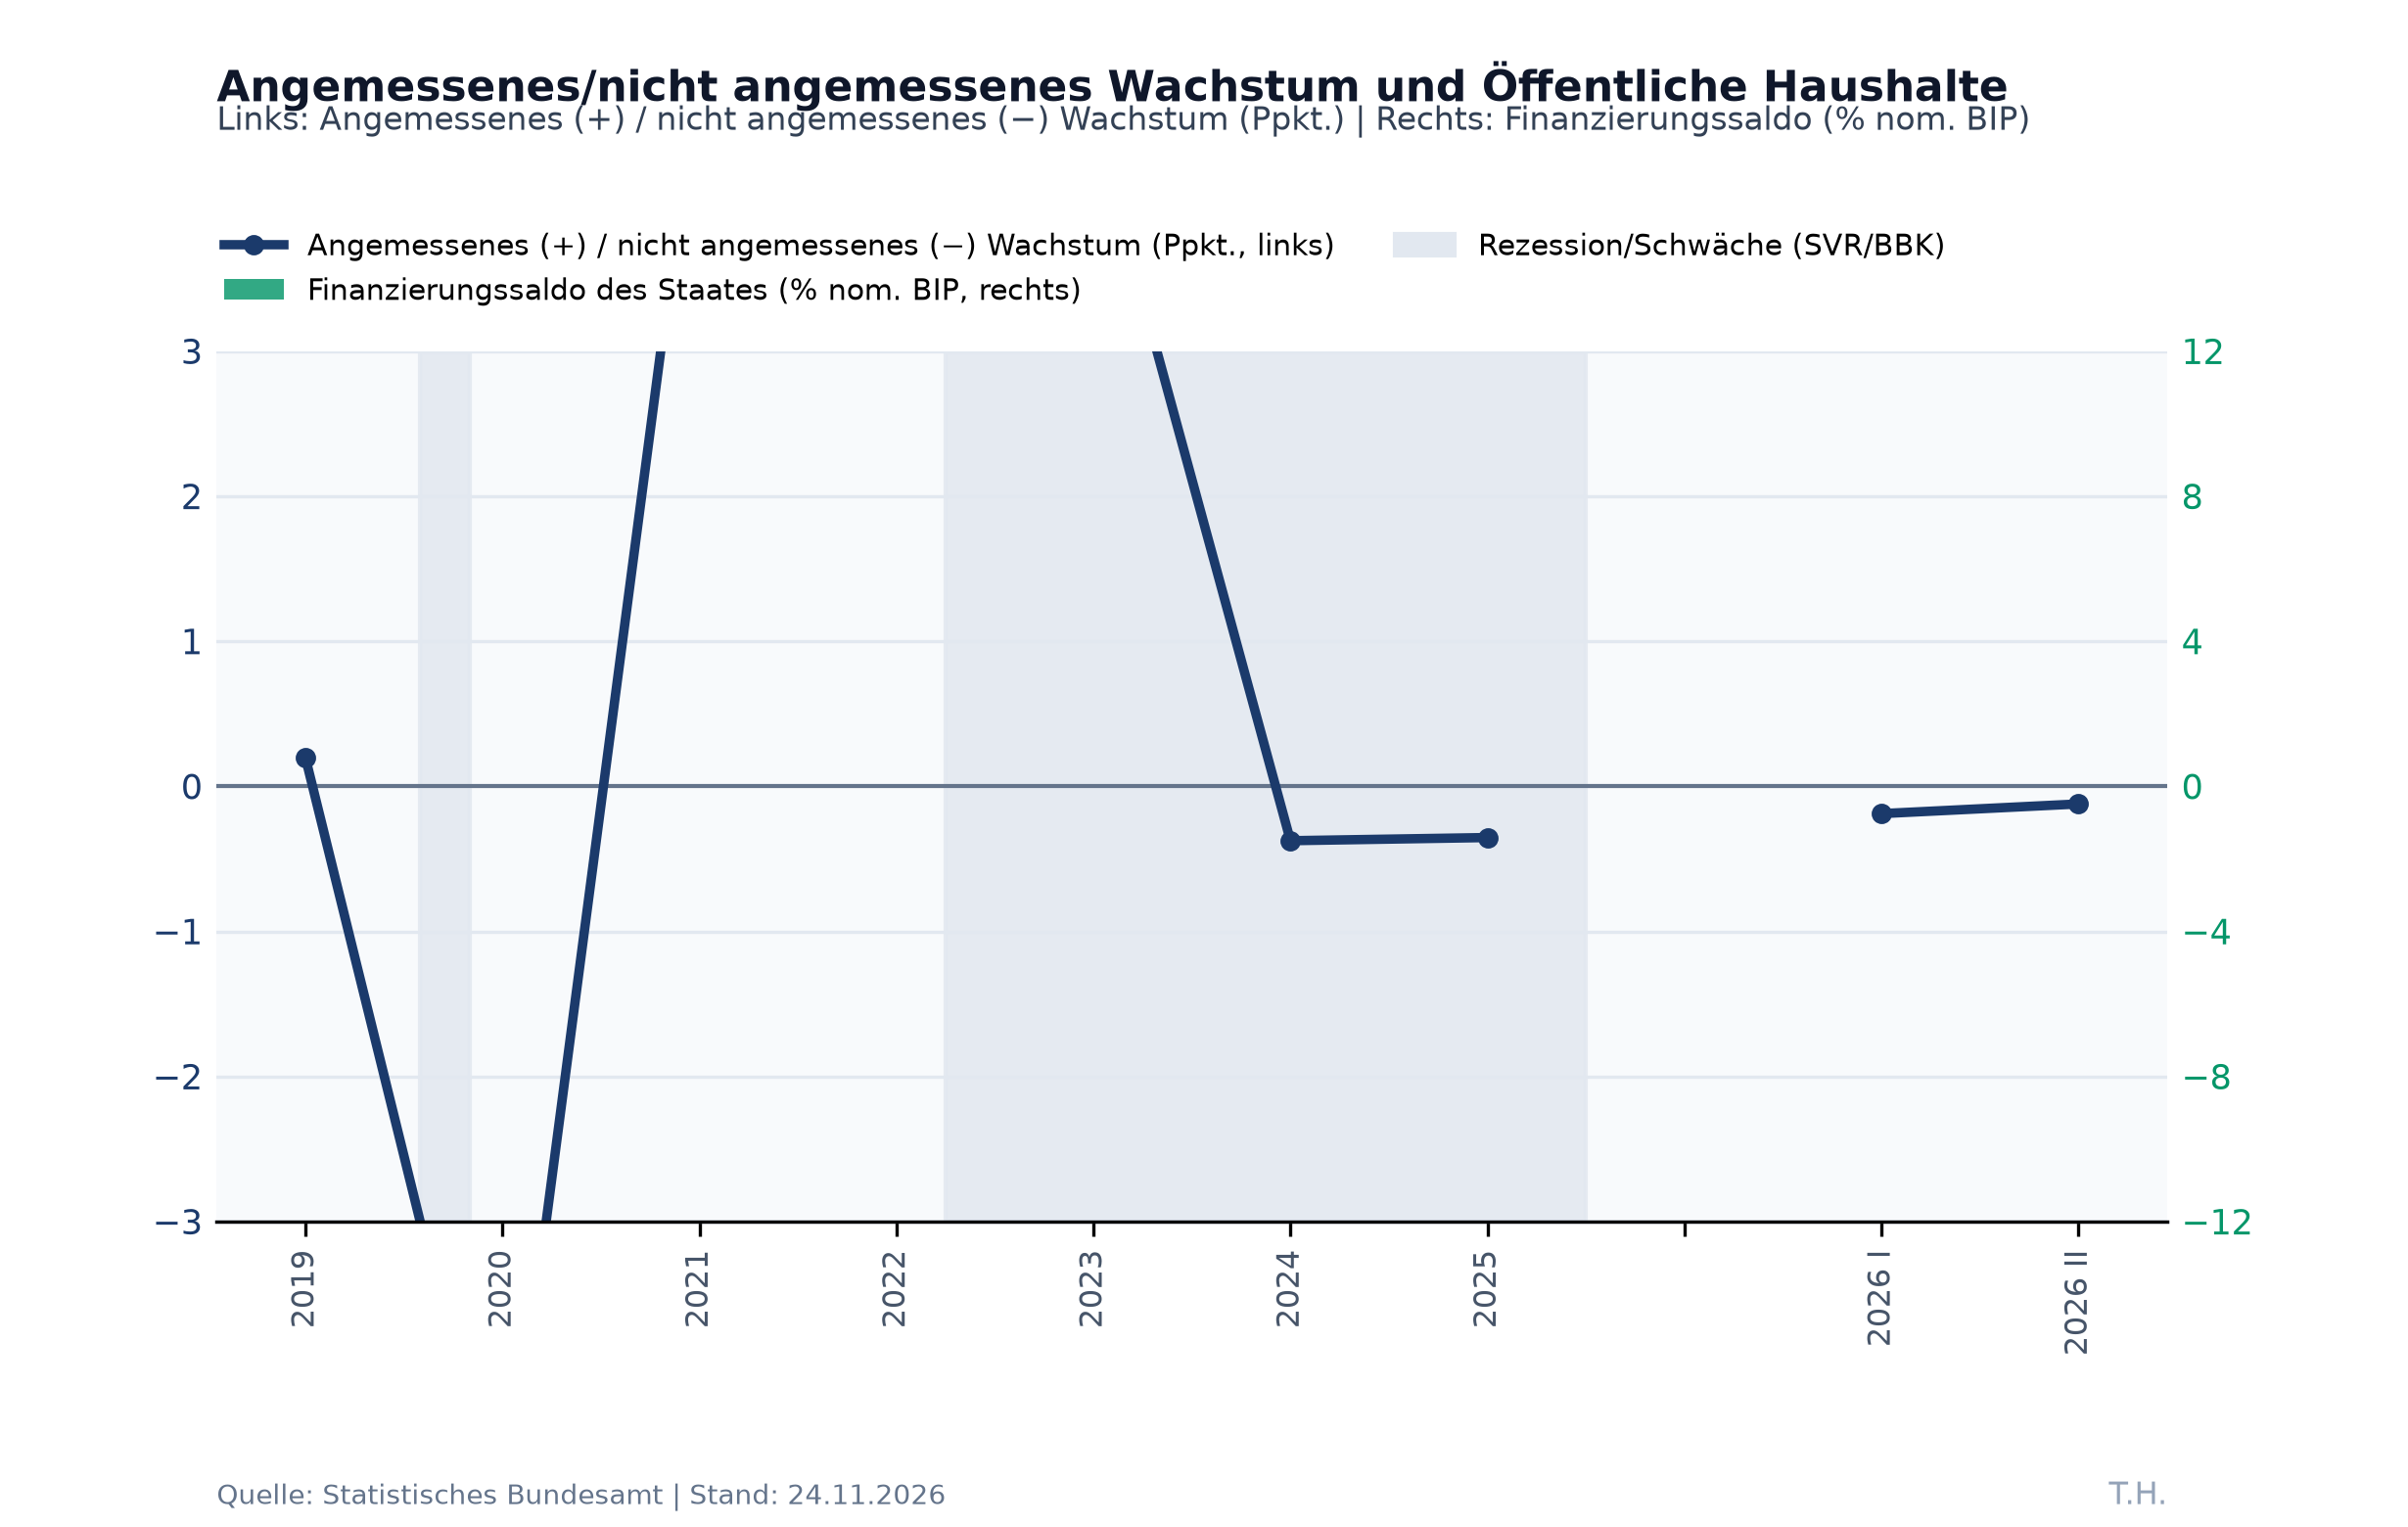 Angemessenes/nicht angemessenes Wachstum und Öffentliche Haushalte
Links: Angemessenes (+) / nicht angemessenes (−) Wachstum (Ppkt.) | Rechts: Finanzierungssaldo (% nom. BIP)
Angemessenes (+) / nicht angemessenes (−) Wachstum (Ppkt., links)
Rezession/Schwäche (SVR/BBK)
Finanzierungssaldo des Staates (% nom. BIP, rechts)
3
12
2
8
1
4
0
0
−1
−4
−2
−8
−3
−12
2019
2020
2021
2022
2023
2024
2025
2026 I
2026 II
Quelle: Statistisches Bundesamt | Stand: 24.11.2026
T.H.